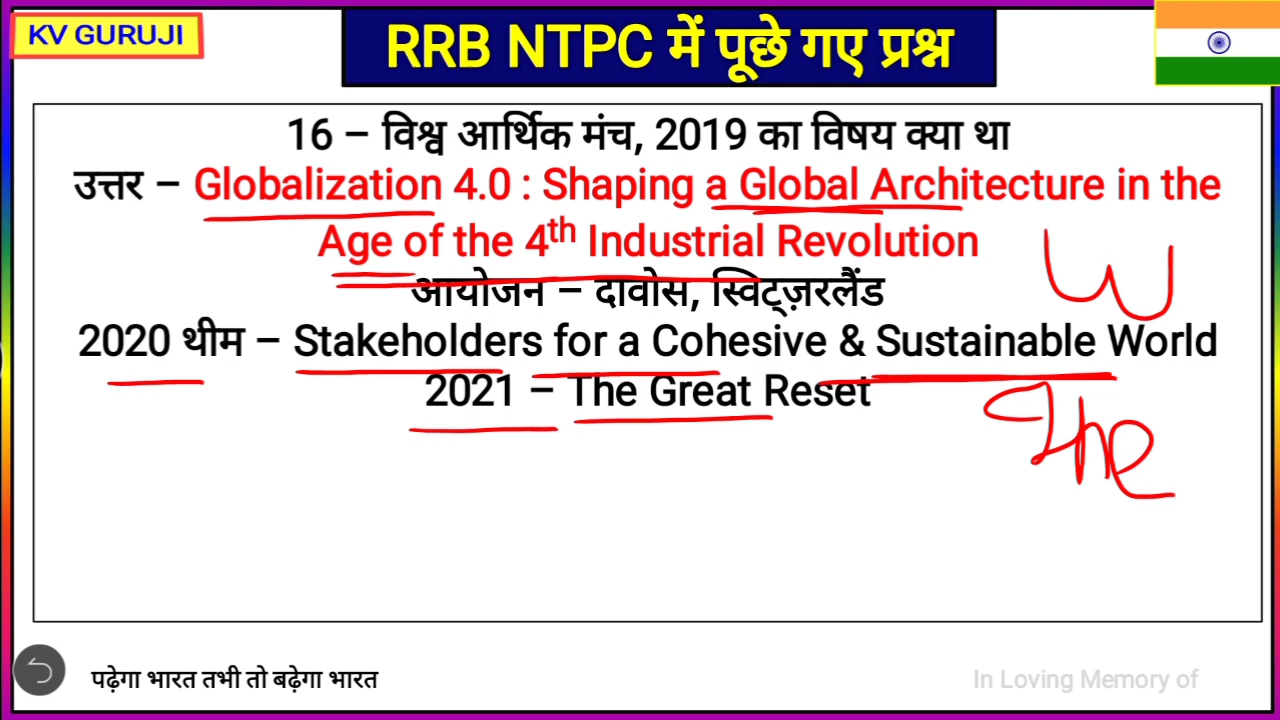 KV GURUJI
RRB NTPC में पूछे गए प्रश्न
16 – विश्व आर्थिक मंच, 2019 का विषय क्या था
उत्तर – Globalization 4.0 : Shaping a Global Architecture in the
Age of the 4th Industrial Revolution
आयोजन – दावोस, स्विट्ज़रलैंड
W
2020 थीम – Stakeholders for a Cohesive & Sustainable World
2021 – The Great Reset
The
पढ़ेगा भारत तभी तो बढ़ेगा भारत
In Loving Memory of